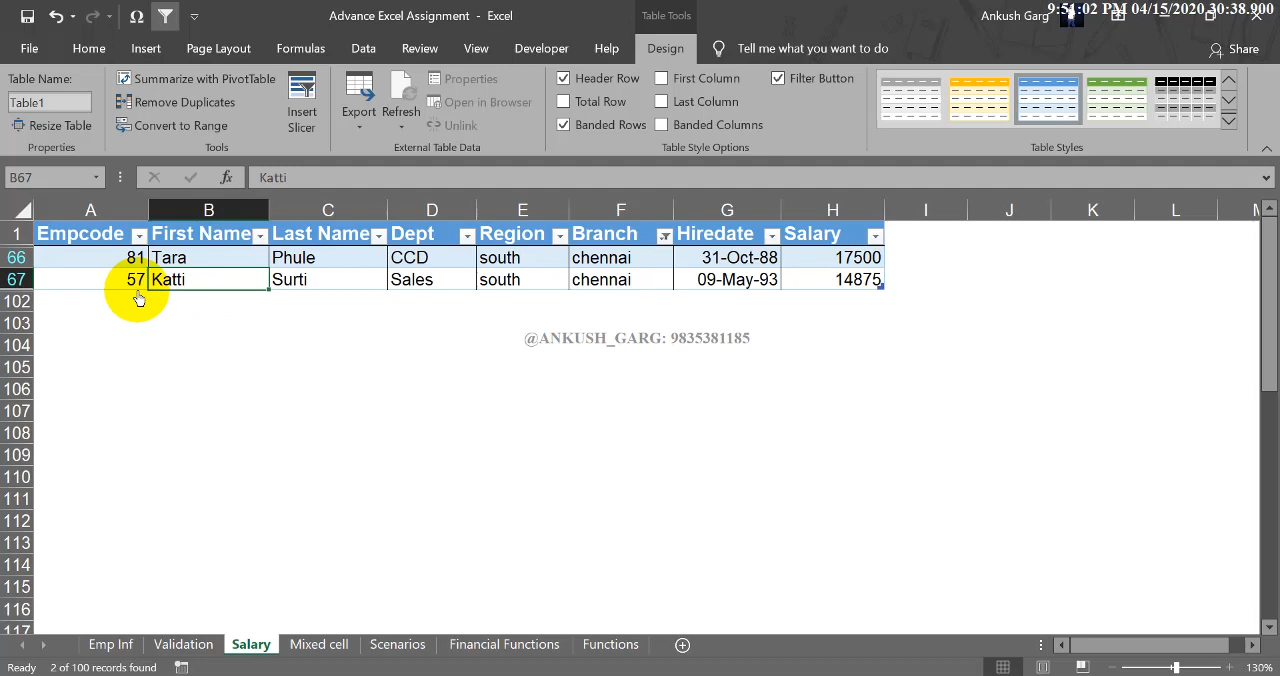 Advance Excel Assignment - Excel
Table Tools
Ankush Garg
9:51:02 PM 04/15/2020 30:38.900
File Home Insert Page Layout Formulas Data Review View Developer Help Design Tell me what you want to do Share
Table Name:
Table1
Resize Table
Properties
Summarize with PivotTable
Remove Duplicates
Convert to Range
Tools
Insert
Slicer
Export
Refresh
Properties
Open in Browser
Unlink
External Table Data
Header Row
Total Row
Banded Rows
First Column
Last Column
Banded Columns
Filter Button
Table Style Options
Table Styles
B67 fx Katti
A B C D E F G H I J K L M
1 Empcode First Name Last Name Dept Region Branch Hiredate Salary
66 81 Tara Phule CCD south chennai 31-Oct-88 17500
67 57 Katti Surti Sales south chennai 09-May-93 14875
102
103
104
@ANKUSH_GARG: 9835381185
105
106
107
108
109
110
111
112
113
114
115
116
117
Emp Inf Validation Salary Mixed cell Scenarios Financial Functions Functions
Ready 2 of 100 records found 130%